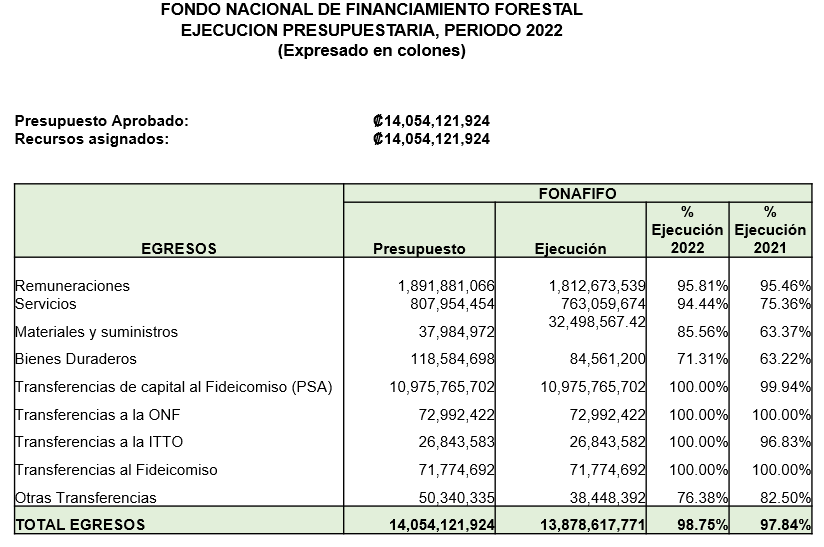 FONDO NACIONAL DE FINANCIAMIENTO FORESTAL
EJECUCION PRESUPUESTARIA, PERIODO 2022
(Expresado en colones)
Presupuesto Aprobado: ₡14,054,121,924
Recursos asignados: ₡14,054,121,924
FONAFIFO
EGRESOS Presupuesto Ejecución % Ejecución 2022 % Ejecución 2021
Remuneraciones 1,891,881,066 1,812,673,539 95.81% 95.46%
Servicios 807,954,454 763,059,674 94.44% 75.36%
Materiales y suministros 37,984,972 32,498,567.42 85.56% 63.37%
Bienes Duraderos 118,584,698 84,561,200 71.31% 63.22%
Transferencias de capital al Fideicomiso (PSA) 10,975,765,702 10,975,765,702 100.00% 99.94%
Transferencias a la ONF 72,992,422 72,992,422 100.00% 100.00%
Transferencias a la ITTO 26,843,583 26,843,582 100.00% 96.83%
Transferencias al Fideicomiso 71,774,692 71,774,692 100.00% 100.00%
Otras Transferencias 50,340,335 38,448,392 76.38% 82.50%
TOTAL EGRESOS 14,054,121,924 13,878,617,771 98.75% 97.84%